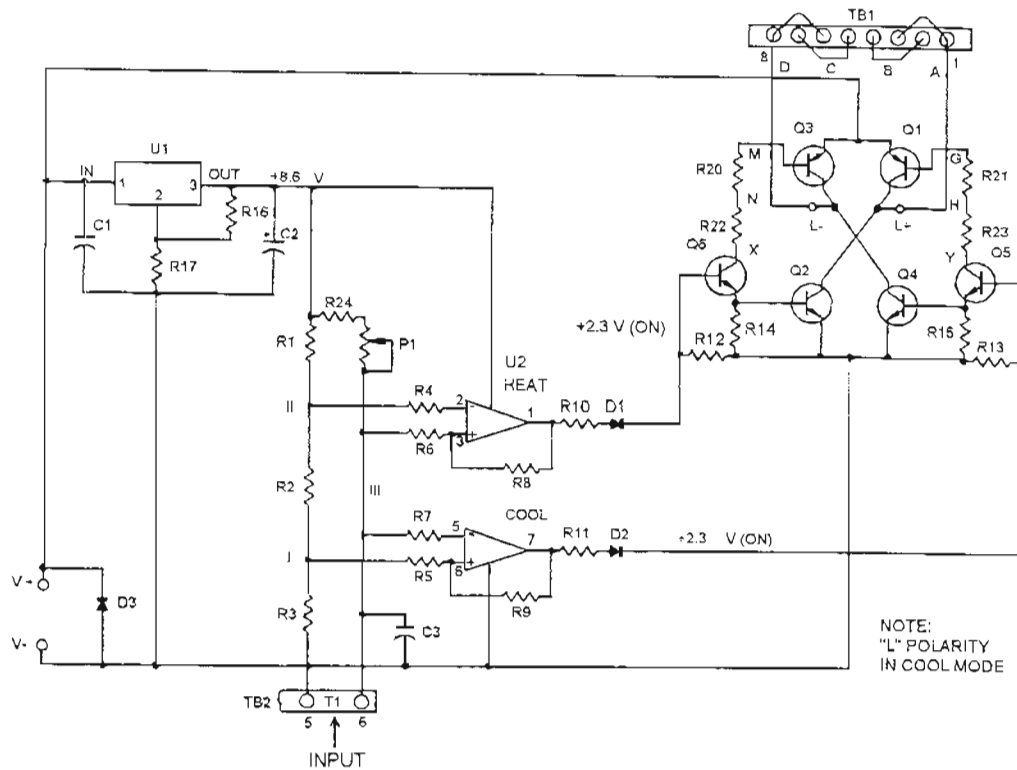 TB1
8 D C B A 1
Q3 Q1
M G
R20 R21
N H
R22 R23
L- L+
X Y
Q6 Q5
Q2 Q4
R14 R15
R12 R13
+2.3 V (ON)
U1
IN OUT +8.6 V
1 3
2
R16
C1 C2
R17
R24
R1 P1
U2
HEAT
II R4 2 - 1 R10 D1
R6 3 +
R8
R2 III
COOL
R7 5 - 7 R11 D2 +2.3 V (ON)
I R5 6 +
R9
V+ D3
R3 C3
V-
NOTE:
"L" POLARITY
IN COOL MODE
TB2 T1
5 6
INPUT